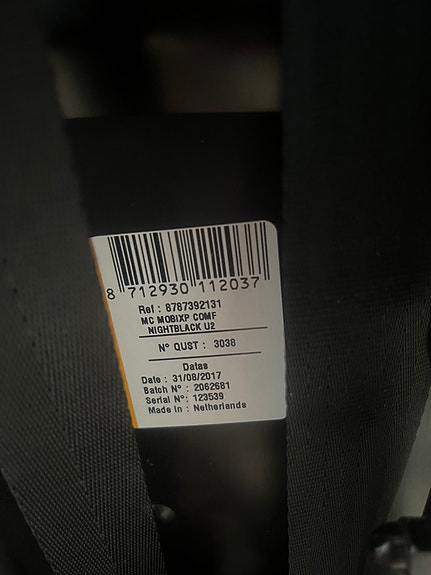 8 712930 112037
Ref : 8787392131
MC MOBIXP COMF
NIGHTBLACK U2
N° QUST : 3038
Datas
Date : 31/08/2017
Batch N° : 2062681
Serial N° : 123539
Made in : Netherlands